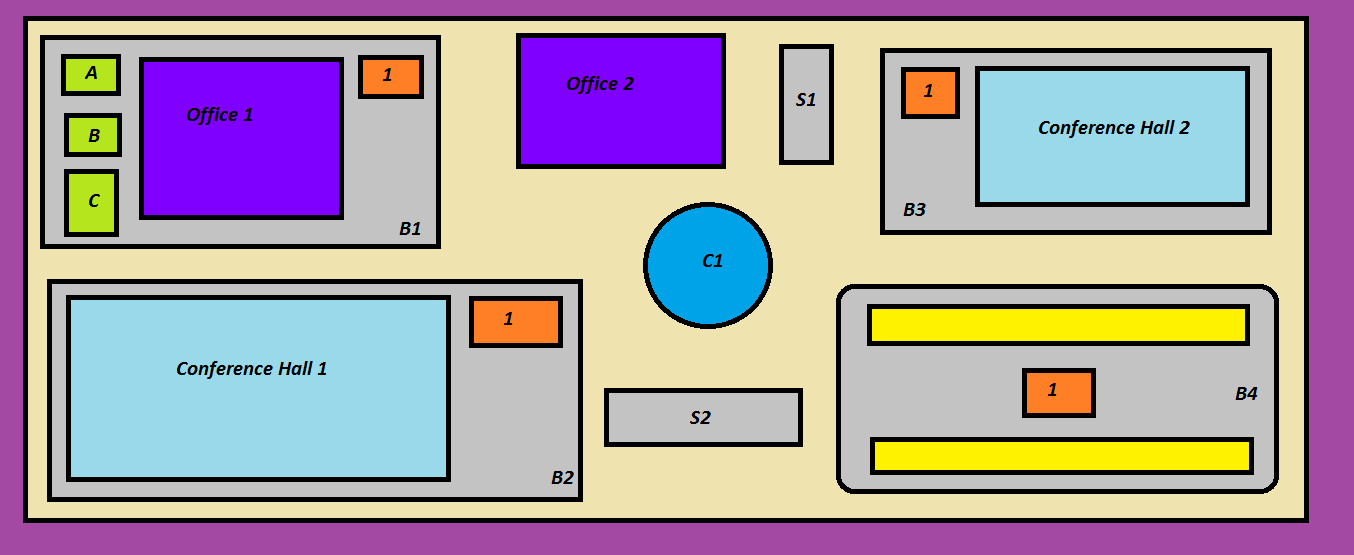 A
Office 1
1
B
C
B1
Office 2
S1
1
Conference Hall 2
B3
C1
Conference Hall 1
1
B2
S2
1
B4